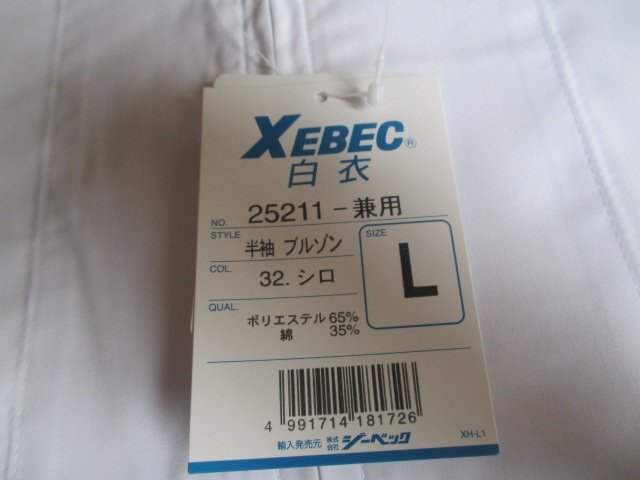 XEBEC®
白衣
NO. 25211-兼用
STYLE 半袖 ブルゾン
COL. 32.シロ
SIZE
L
QUAL.
ポリエステル 65%
綿 35%
4 991714 181726
輸入発売元 株式会社 ジーベック
XH-L1